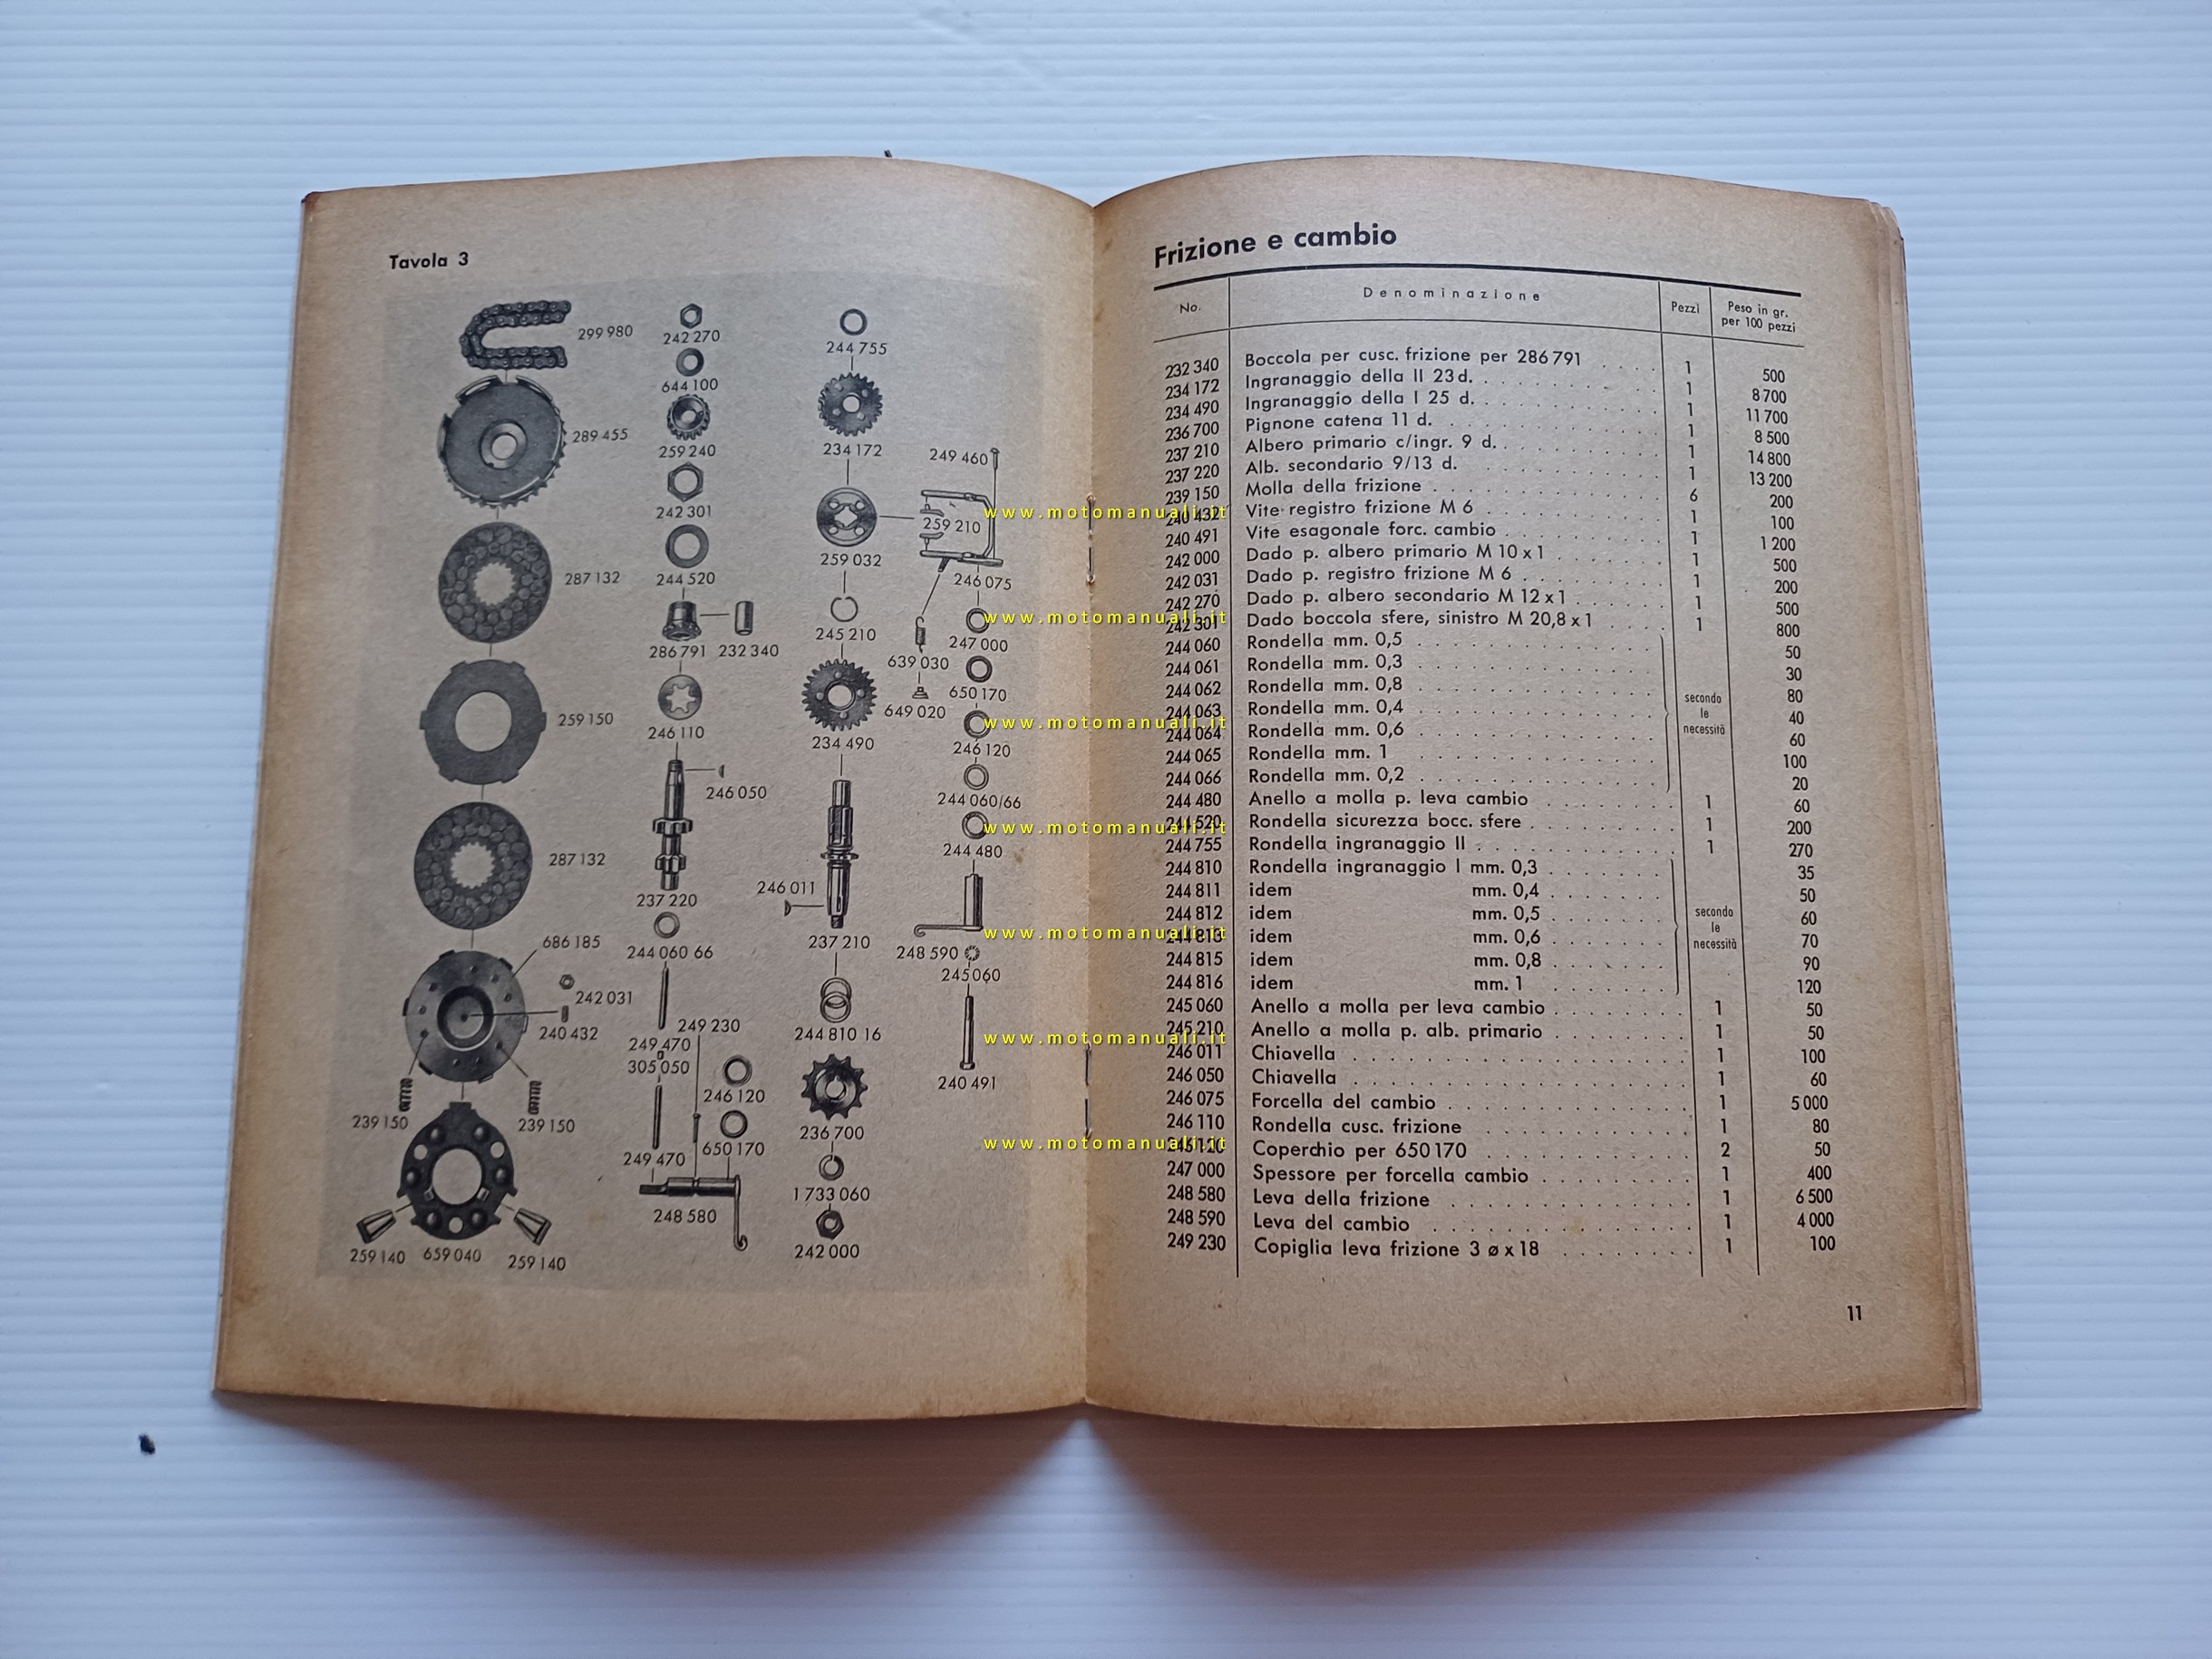 Tavola 3
299 980
289 455
287 132
259 150
287 132
686 185
242 031
240 432
239 150
239 150
259 140
659 040
259 140
242 270
644 100
259 240
242 301
244 520
286 791
232 340
246 110
246 050
237 220
244 060 66
249 230
249 470
305 050
246 120
650 170
249 470
248 580
244 755
234 172
259 032
245 210
234 490
246 011
237 210
244 810 16
236 700
1 733 060
242 000
249 460
259 210
246 075
247 000
639 030
650 170
649 020
246 120
244 060/66
244 480
248 590
245 060
240 491
www.motomanuali.it
www.motomanuali.it
www.motomanuali.it
www.motomanuali.it
www.motomanuali.it
www.motomanuali.it
www.motomanuali.it
Frizione e cambio
No. Denominazione Pezzi Peso in gr. per 100 pezzi
232 340 Boccola per cusc. frizione per 286 791 . . . . 1 500
234 172 Ingranaggio della II 23 d. 1 8 700
234 490 Ingranaggio della I 25 d. 1 11 700
236 700 Pignone catena 11 d. 1 8 500
237 210 Albero primario c/ingr. 9 d. 1 14 800
237 220 Alb. secondario 9/13 d. 1 13 200
239 150 Molla della frizione 6 200
240 432 Vite registro frizione M 6 1 100
240 491 Vite esagonale forc. cambio 1 1 200
242 000 Dado p. albero primario M 10 x 1 1 500
242 031 Dado p. registro frizione M 6 1 200
242 270 Dado p. albero secondario M 12 x 1 1 500
242 301 Dado boccola sfere, sinistro M 20,8 x 1 1 800
244 060 Rondella mm. 0,5 50
244 061 Rondella mm. 0,3 30
244 062 Rondella mm. 0,8 80
244 063 Rondella mm. 0,4 40
244 064 Rondella mm. 0,6 60
244 065 Rondella mm. 1 100
244 066 Rondella mm. 0,2 20
secondo
le
necessità
244 480 Anello a molla p. leva cambio 1 60
244 520 Rondella sicurezza bocc. sfere 1 200
244 755 Rondella ingranaggio II 1 270
244 810 Rondella ingranaggio I mm. 0,3 35
244 811 idem mm. 0,4 50
244 812 idem mm. 0,5 60
244 813 idem mm. 0,6 70
244 815 idem mm. 0,8 90
244 816 idem mm. 1 120
secondo
le
necessità
245 060 Anello a molla per leva cambio 1 50
245 210 Anello a molla p. alb. primario 1 50
246 011 Chiavella 1 100
246 050 Chiavella 1 60
246 075 Forcella del cambio 1 5 000
246 110 Rondella cusc. frizione 1 80
246 120 Coperchio per 650 170 2 50
247 000 Spessore per forcella cambio 1 400
248 580 Leva della frizione 1 6 500
248 590 Leva del cambio 1 4 000
249 230 Copiglia leva frizione 3 ø x 18 1 100
11